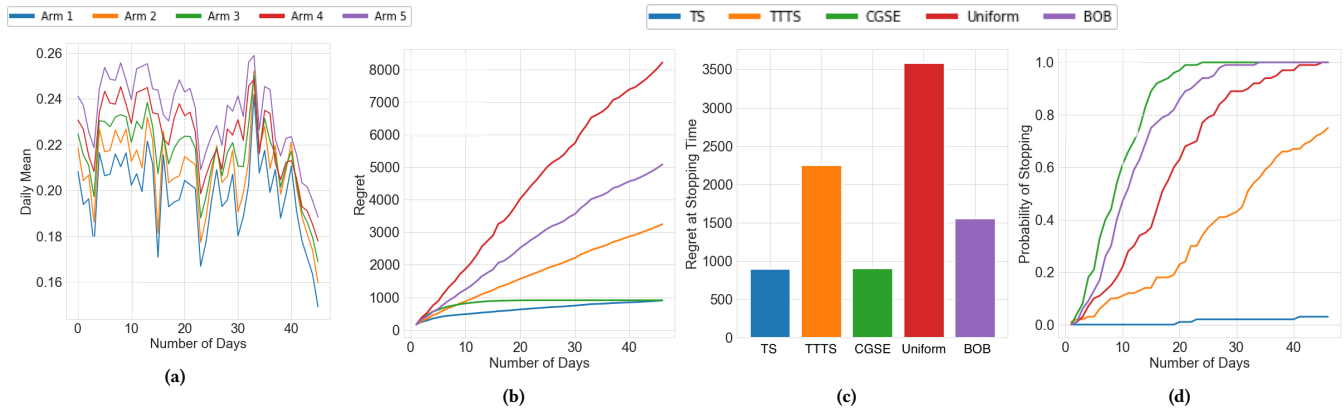 Arm 1 Arm 2 Arm 3 Arm 4 Arm 5
TS TTTS CGSE Uniform BOB
0.26
0.24
0.22
0.20
0.18
0.16
Daily Mean
0 10 20 30 40
Number of Days
(a)
8000
7000
6000
5000
4000
3000
2000
1000
0
Regret
0 10 20 30 40
Number of Days
(b)
3500
3000
2500
2000
1500
1000
500
0
Regret at Stopping Time
TS TTTS CGSE Uniform BOB
(c)
1.0
0.8
0.6
0.4
0.2
0.0
Probability of Stopping
0 10 20 30 40
Number of Days
(d)